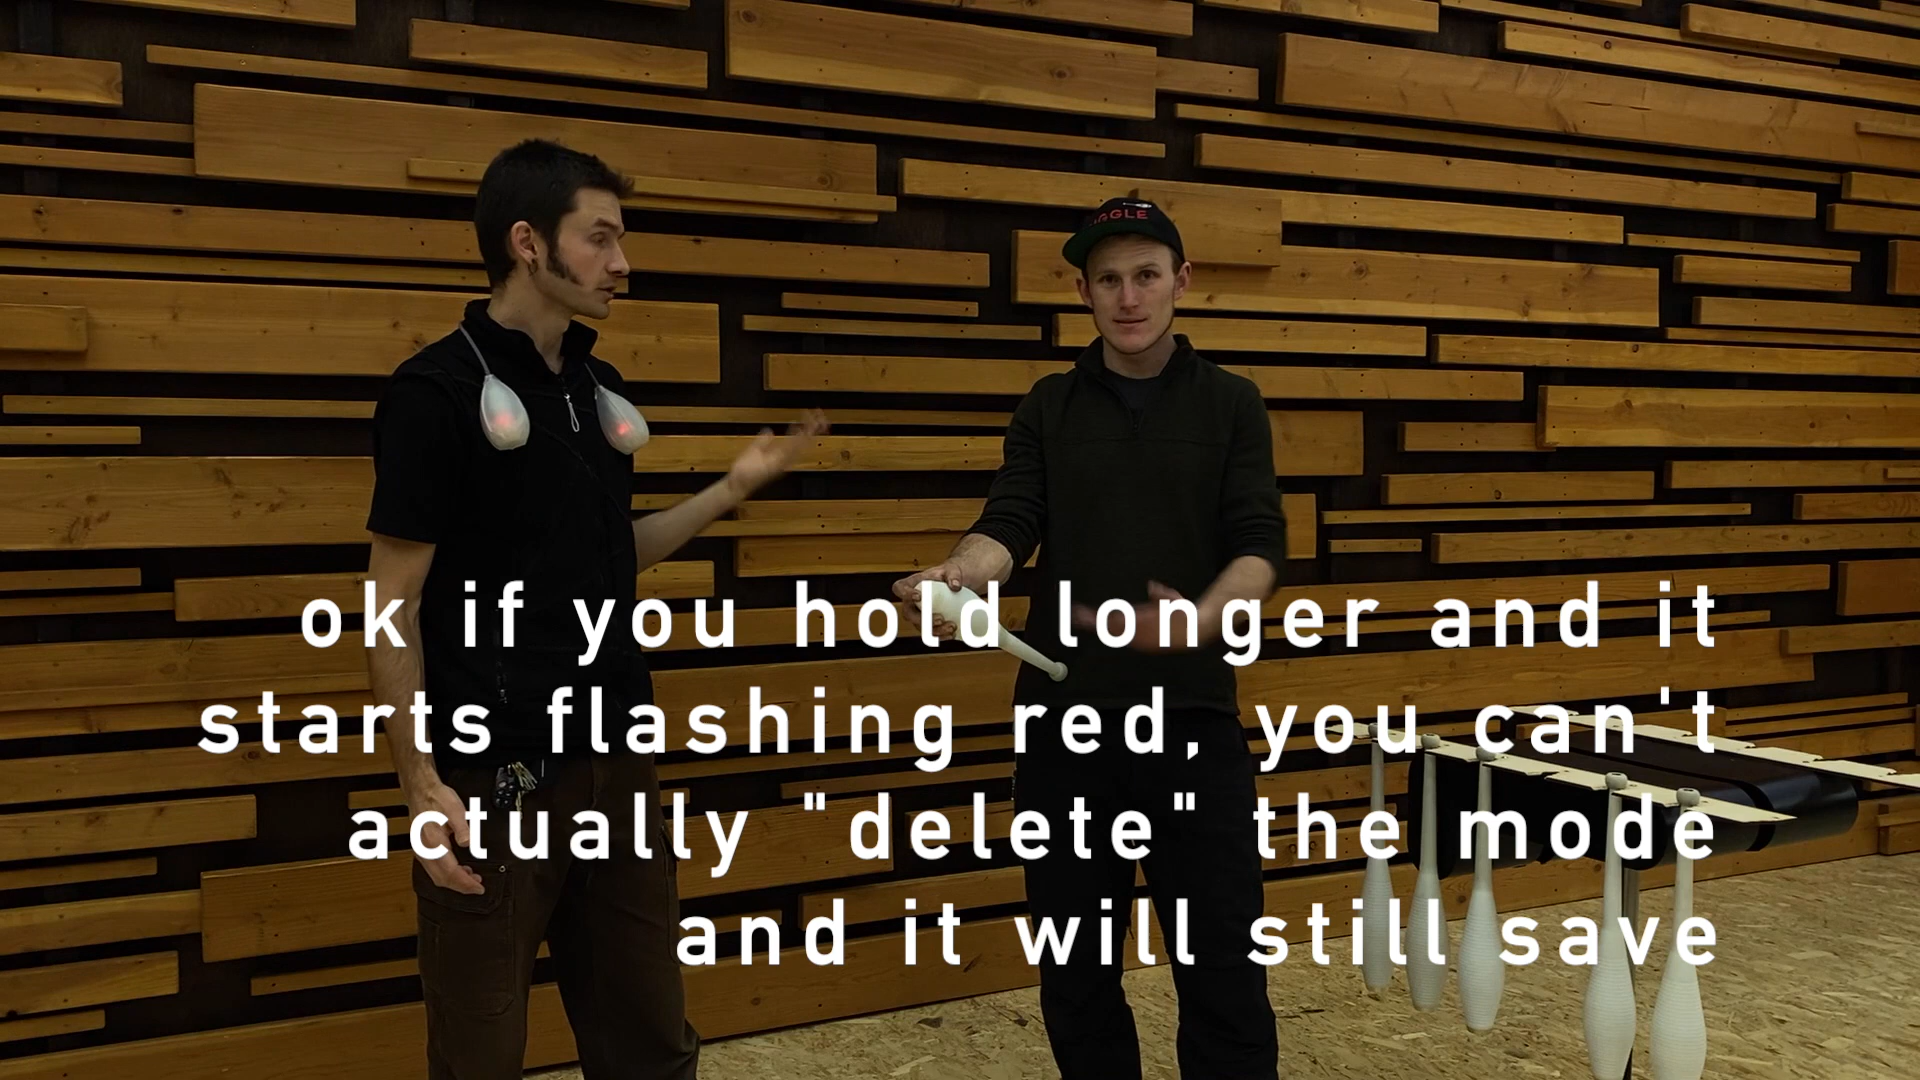 ok if you hold longer and it
starts flashing red, you can't
actually "delete" the mode
and it will still save